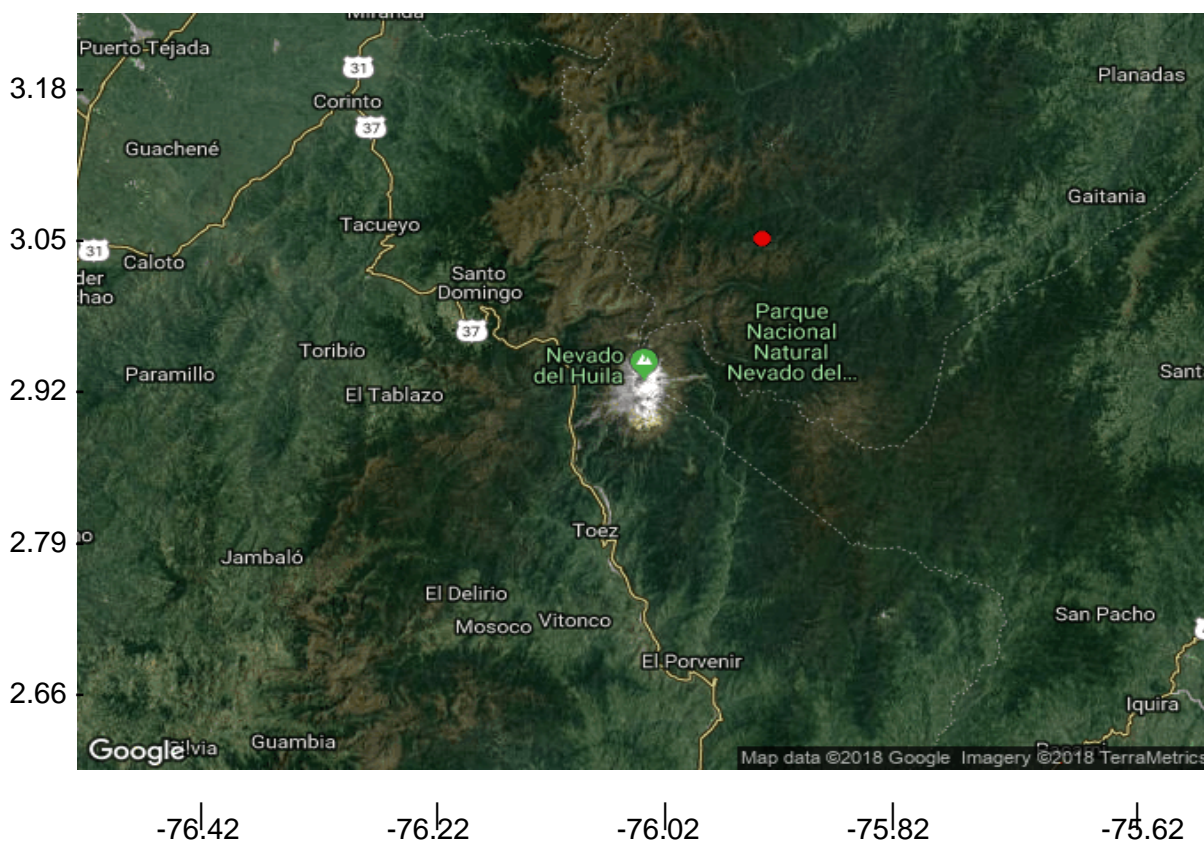 Miranda
Puerto Tejada
31
Planadas
3.18
Corinto
37
Guachené
Gaitania
Tacueyo
3.05
31
Caloto
der
chao
Santo
Domingo
Parque
Nacional
Natural
Nevado del...
37
Toribío
Nevado
del Huila
Paramillo
Sant
2.92
El Tablazo
2.79
Toez
Jambaló
El Delirio
San Pacho
Mosoco
Vitonco
El Porvenir
2.66
Iquira
Guambia
Google
Map data ©2018 Google Imagery ©2018 TerraMetrics
-76.42
-76.22
-76.02
-75.82
-75.62